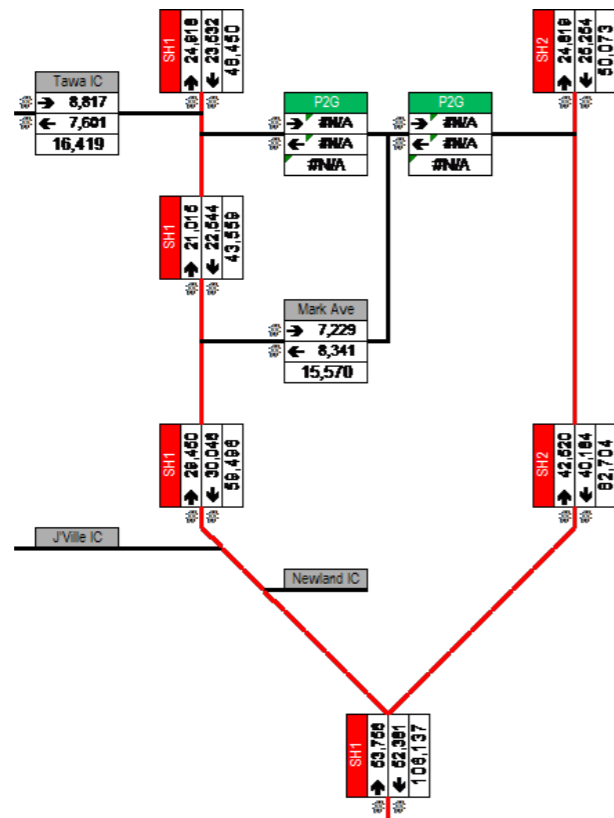 SH1
24,918
23,532
48,450
SH2
24,819
25,254
50,073
Tawa IC
→ 8,817
← 7,601
16,419
P2G
→ #N/A
← #N/A
#N/A
P2G
→ #N/A
← #N/A
#N/A
SH1
21,015
22,544
43,559
Mark Ave
→ 7,229
← 8,341
15,570
SH1
29,450
30,046
59,496
SH2
42,520
40,184
82,704
J'Ville IC
Newland IC
SH1
53,756
52,381
106,137